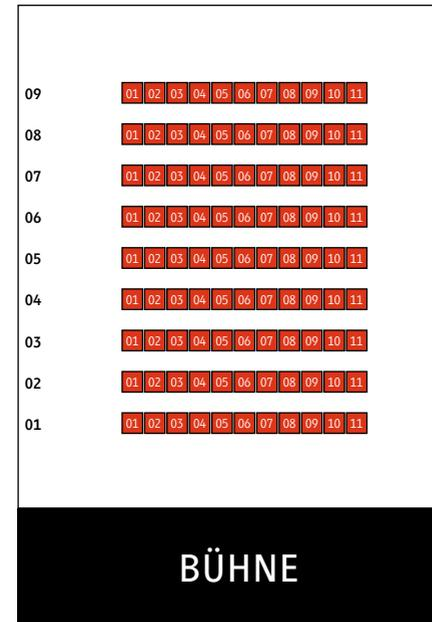 09 01 02 03 04 05 06 07 08 09 10 11
08 01 02 03 04 05 06 07 08 09 10 11
07 01 02 03 04 05 06 07 08 09 10 11
06 01 02 03 04 05 06 07 08 09 10 11
05 01 02 03 04 05 06 07 08 09 10 11
04 01 02 03 04 05 06 07 08 09 10 11
03 01 02 03 04 05 06 07 08 09 10 11
02 01 02 03 04 05 06 07 08 09 10 11
01 01 02 03 04 05 06 07 08 09 10 11
BÜHNE